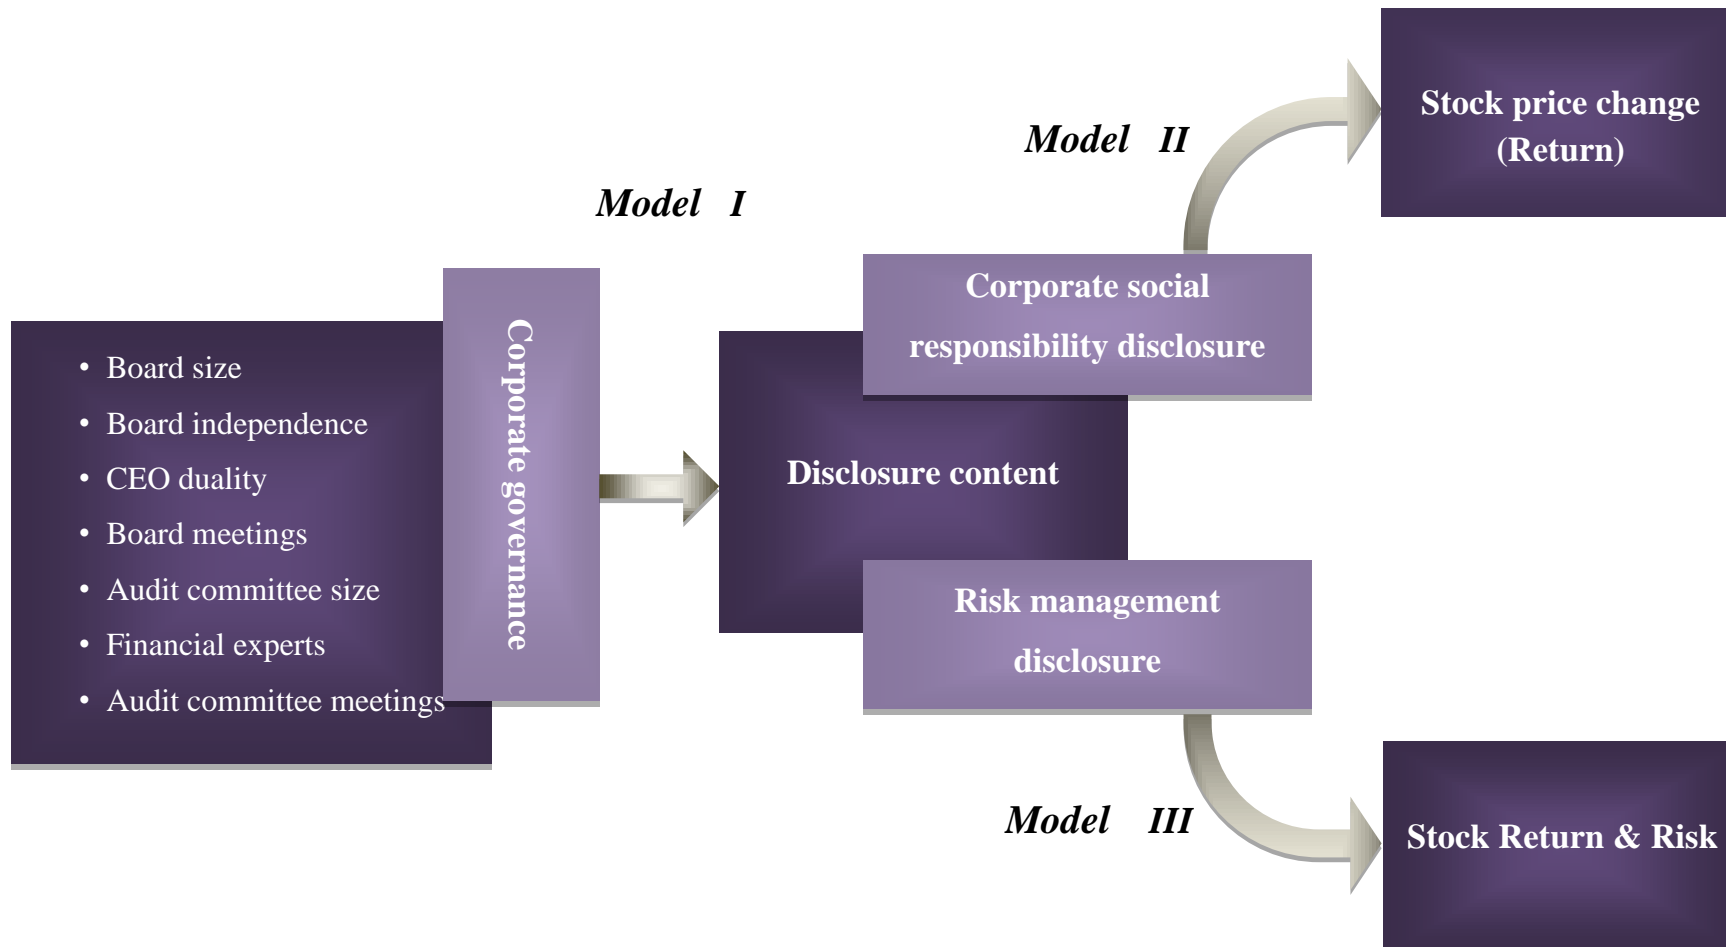 Model I
Model II
Stock price change
(Return)
Corporate social
responsibility disclosure
• Board size
• Board independence
• CEO duality
• Board meetings
• Audit committee size
• Financial experts
• Audit committee meetings
Corporate governance
Disclosure content
Risk management
disclosure
Model III
Stock Return & Risk